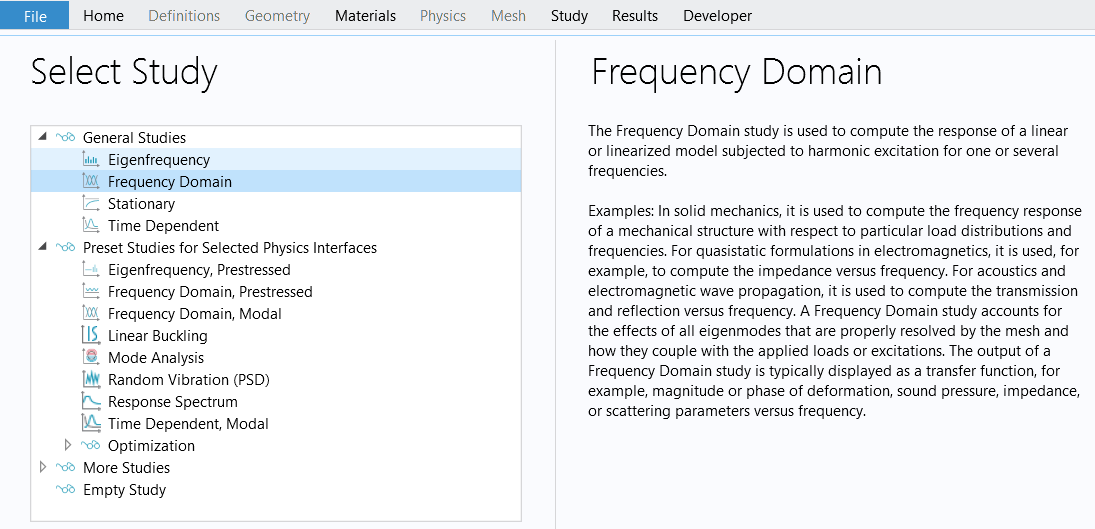 File Home Definitions Geometry Materials Physics Mesh Study Results Developer
Select Study
General Studies
Eigenfrequency
Frequency Domain
Stationary
Time Dependent
Preset Studies for Selected Physics Interfaces
Eigenfrequency, Prestressed
Frequency Domain, Prestressed
Frequency Domain, Modal
Linear Buckling
Mode Analysis
Random Vibration (PSD)
Response Spectrum
Time Dependent, Modal
Optimization
More Studies
Empty Study
Frequency Domain
The Frequency Domain study is used to compute the response of a linear
or linearized model subjected to harmonic excitation for one or several
frequencies.
Examples: In solid mechanics, it is used to compute the frequency response
of a mechanical structure with respect to particular load distributions and
frequencies. For quasistatic formulations in electromagnetics, it is used, for
example, to compute the impedance versus frequency. For acoustics and
electromagnetic wave propagation, it is used to compute the transmission
and reflection versus frequency. A Frequency Domain study accounts for
the effects of all eigenmodes that are properly resolved by the mesh and
how they couple with the applied loads or excitations. The output of a
Frequency Domain study is typically displayed as a transfer function, for
example, magnitude or phase of deformation, sound pressure, impedance,
or scattering parameters versus frequency.